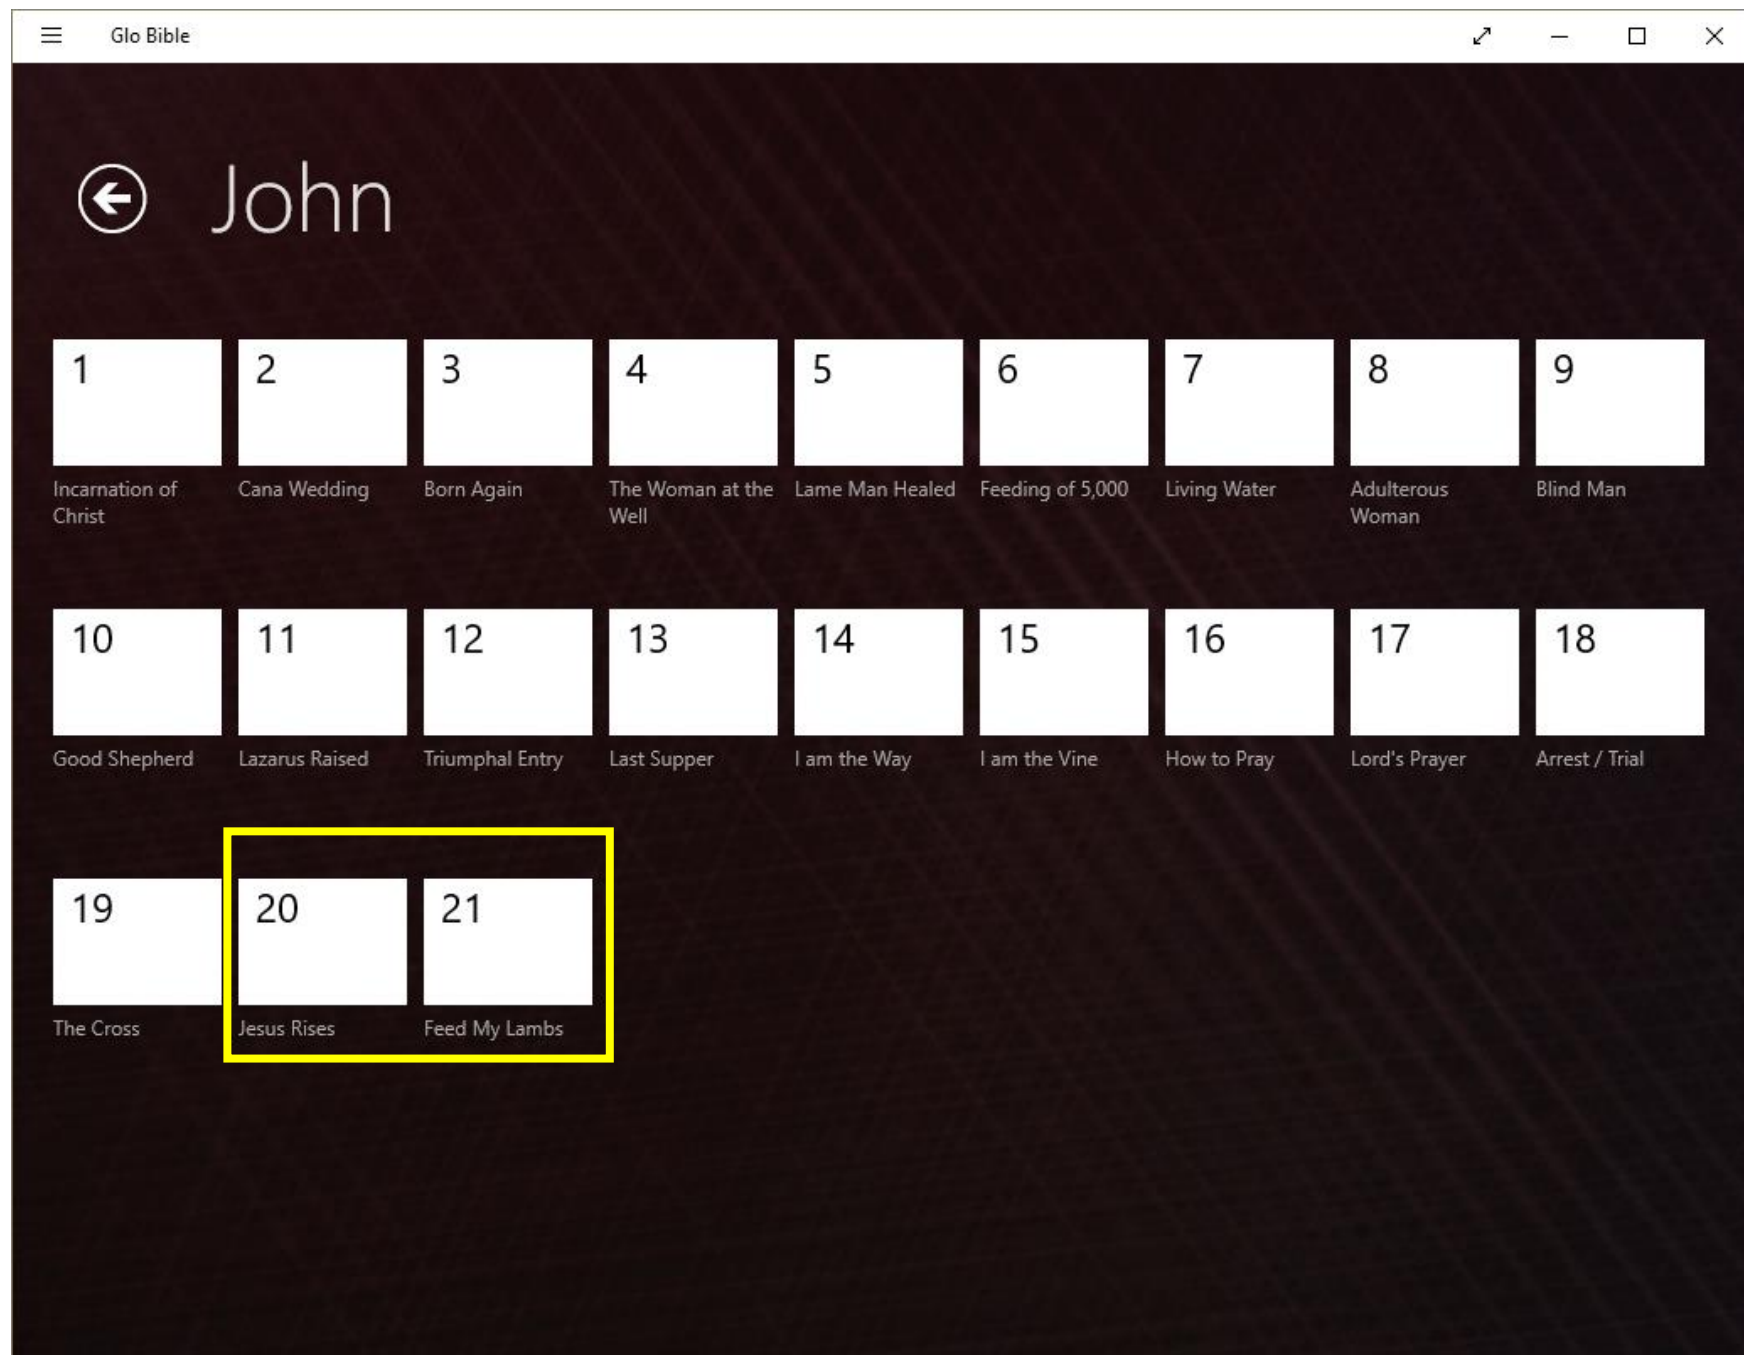 Glo Bible
John
1 2 3 4 5 6 7 8 9
Incarnation of Christ Cana Wedding Born Again The Woman at the Well Lame Man Healed Feeding of 5,000 Living Water Adulterous Woman Blind Man
10 11 12 13 14 15 16 17 18
Good Shepherd Lazarus Raised Triumphal Entry Last Supper I am the Way I am the Vine How to Pray Lord's Prayer Arrest / Trial
19 20 21
The Cross Jesus Rises Feed My Lambs